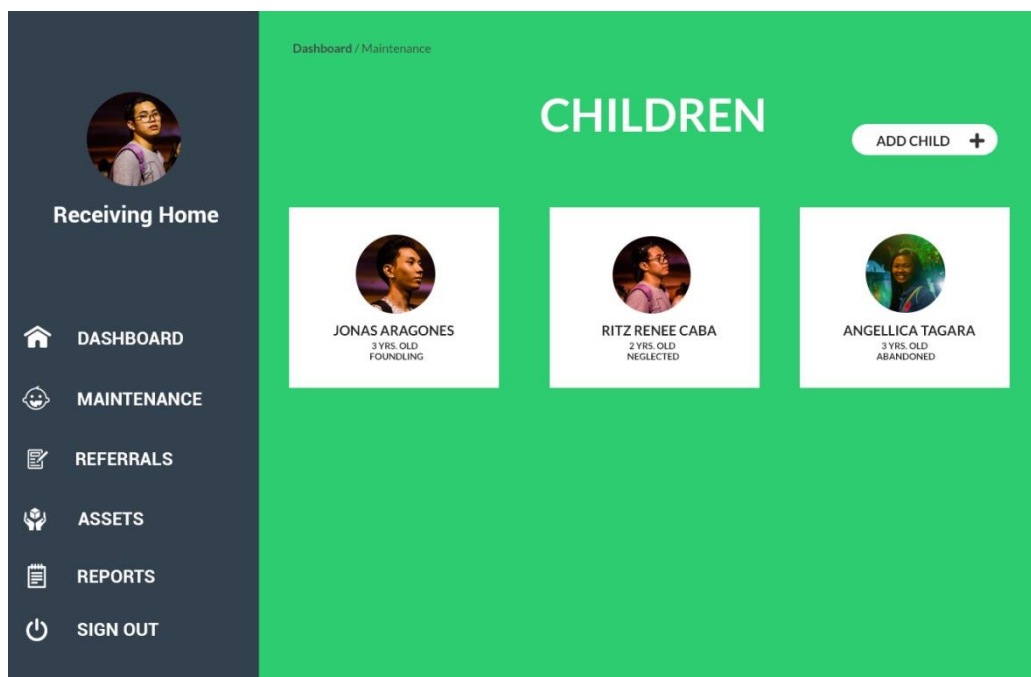 Receiving Home
DASHBOARD
MAINTENANCE
REFERRALS
ASSETS
REPORTS
SIGN OUT
Dashboard / Maintenance
CHILDREN
ADD CHILD +
JONAS ARAGONES
3 YRS. OLD
FOUNDLING
RITZ RENEE CABA
2 YRS. OLD
NEGLECTED
ANGELLICA TAGARA
3 YRS. OLD
ABANDONED